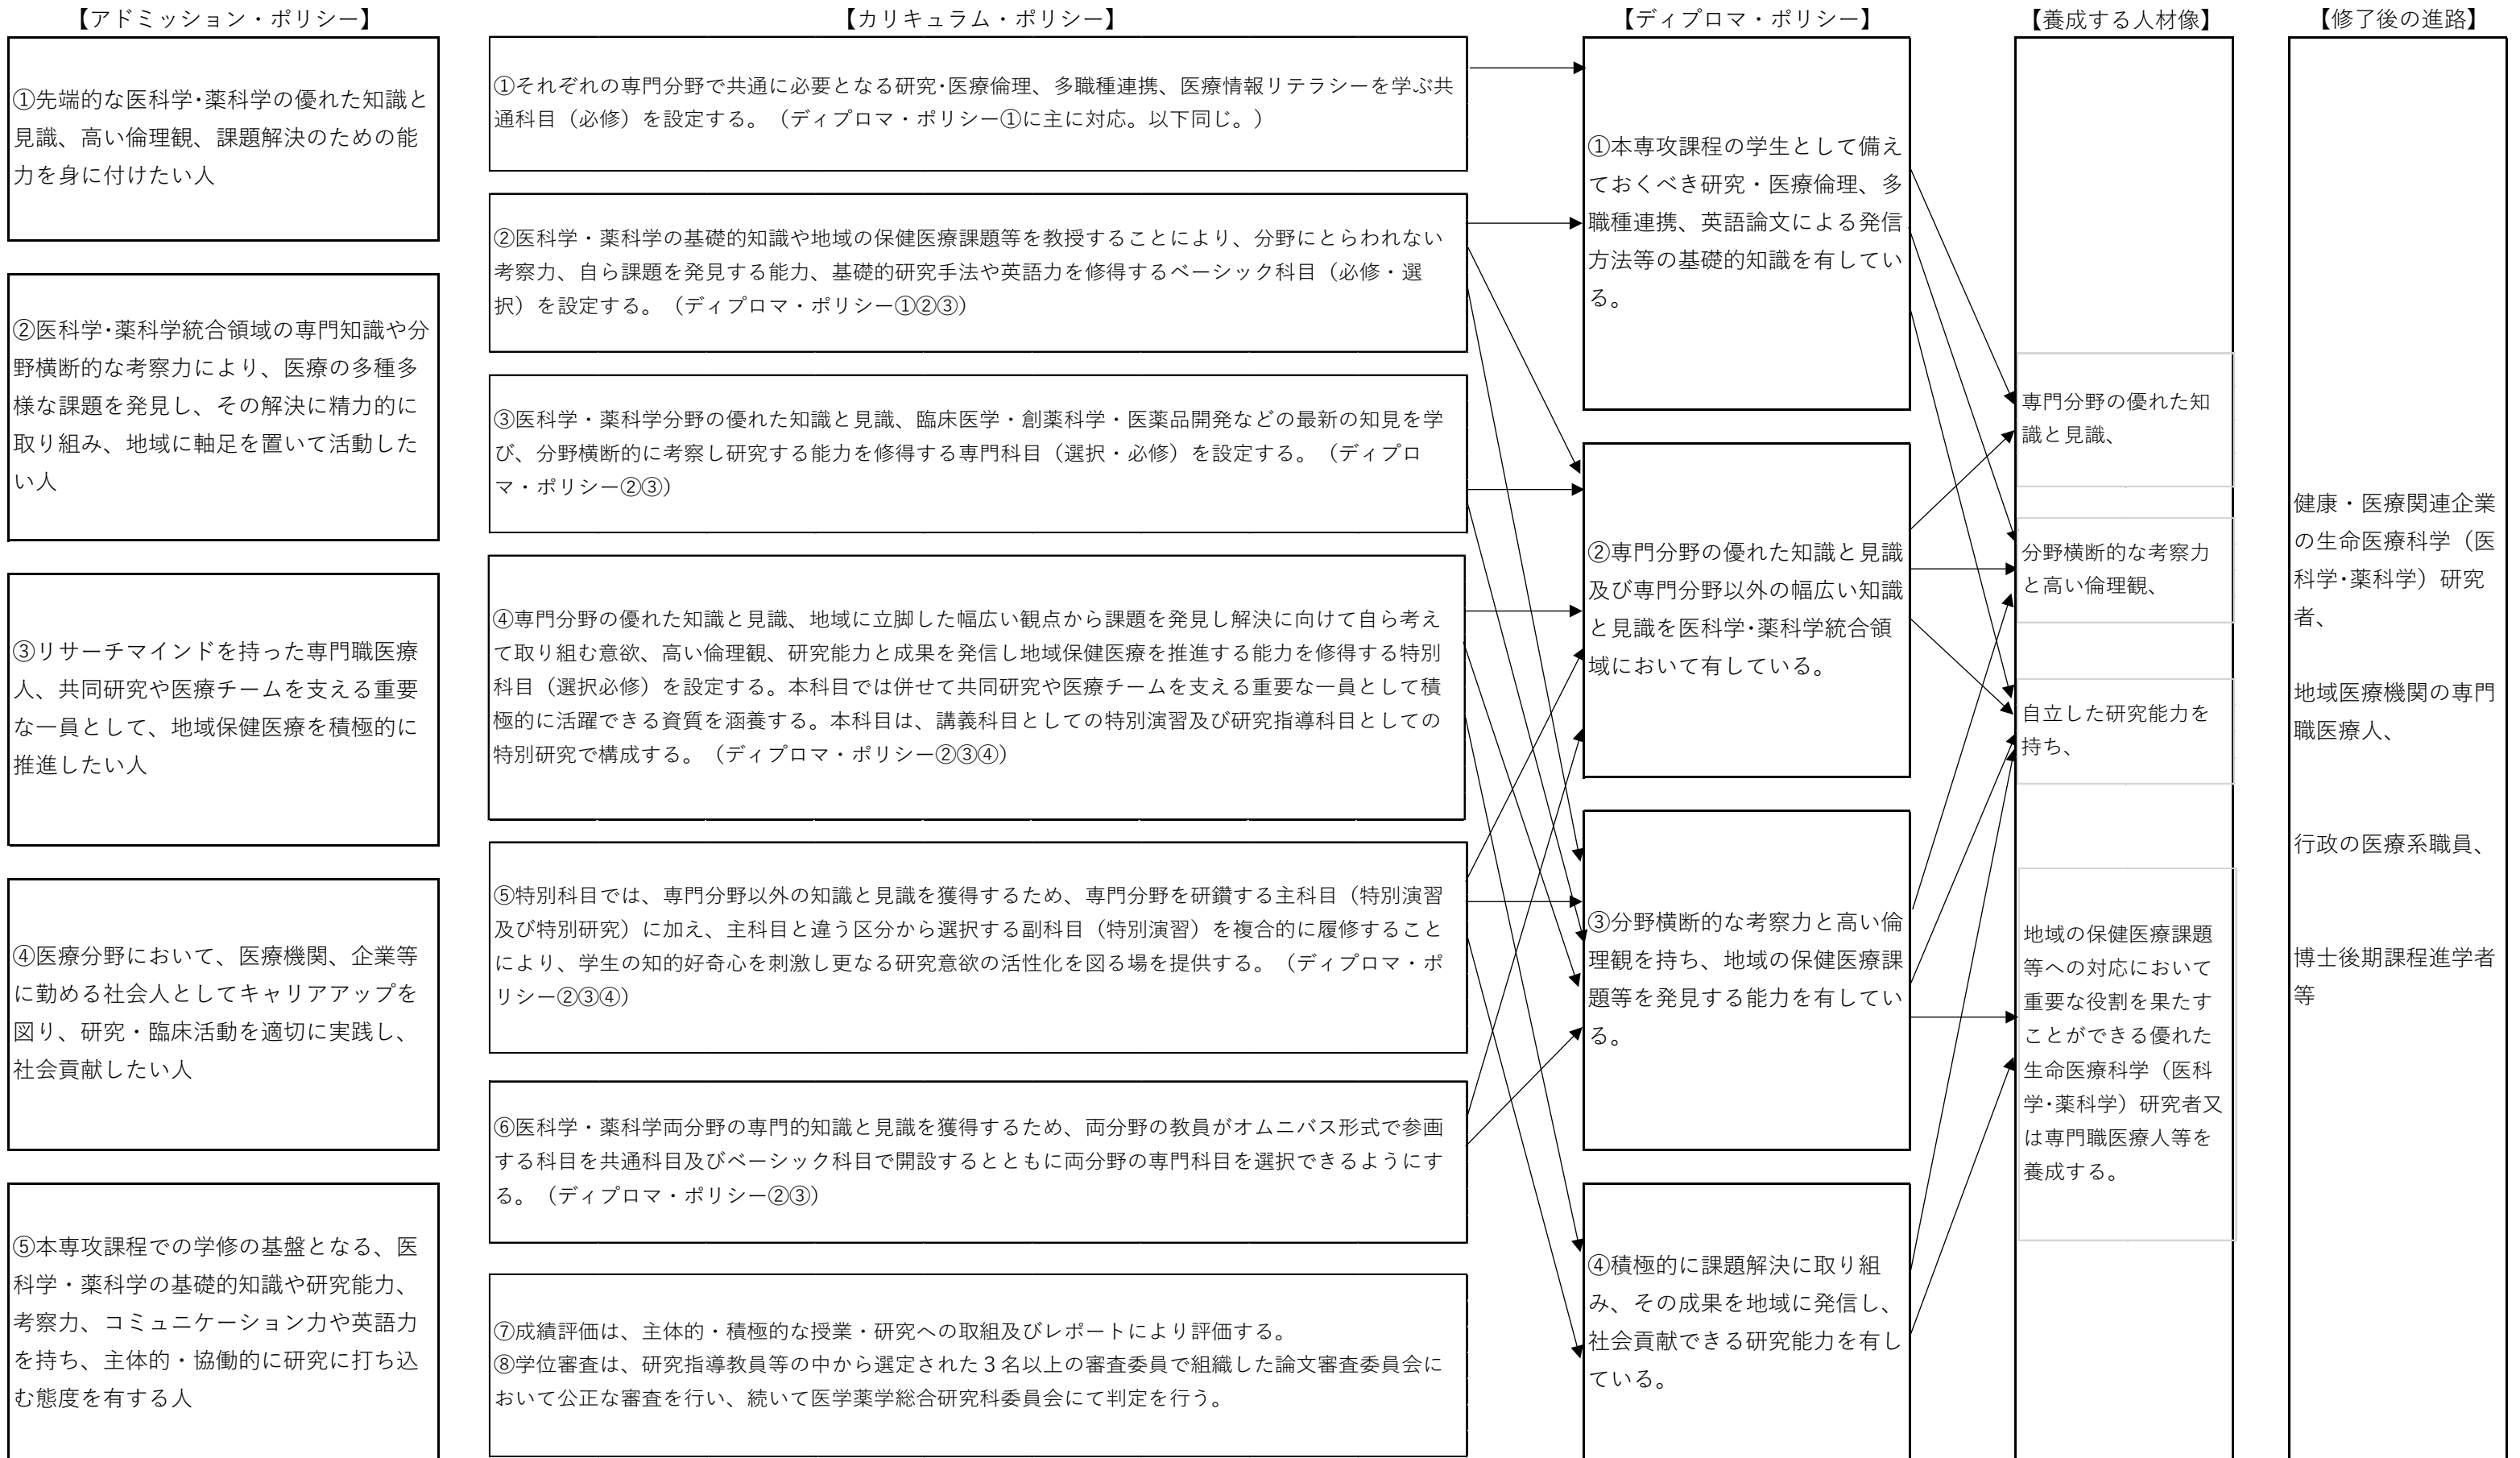 【アドミッション・ポリシー】
①先端的な医科学･薬科学の優れた知識と
見識、高い倫理観、課題解決のための能
力を身に付けたい人
②医科学･薬科学統合領域の専門知識や分
野横断的な考察力により、医療の多種多
様な課題を発見し、その解決に精力的に
取り組み、地域に軸足を置いて活動した
い人
③リサーチマインドを持った専門職医療
人、共同研究や医療チームを支える重要
な一員として、地域保健医療を積極的に
推進したい人
④医療分野において、医療機関、企業等
に勤める社会人としてキャリアアップを
図り、研究・臨床活動を適切に実践し、
社会貢献したい人
⑤本専攻課程での学修の基盤となる、医
科学・薬科学の基礎的知識や研究能力、
考察力、コミュニケーション力や英語力
を持ち、主体的・協働的に研究に打ち込
む態度を有する人
【カリキュラム・ポリシー】
①それぞれの専門分野で共通に必要となる研究･医療倫理、多職種連携、医療情報リテラシーを学ぶ共
通科目（必修）を設定する。（ディプロマ・ポリシー①に主に対応。以下同じ。）
②医科学・薬科学の基礎的知識や地域の保健医療課題等を教授することにより、分野にとらわれない
考察力、自ら課題を発見する能力、基礎的研究手法や英語力を修得するベーシック科目（必修・選
択）を設定する。（ディプロマ・ポリシー①②③）
③医科学・薬科学分野の優れた知識と見識、臨床医学・創薬科学・医薬品開発などの最新の知見を学
び、分野横断的に考察し研究する能力を修得する専門科目（選択・必修）を設定する。（ディプロ
マ・ポリシー②③）
④専門分野の優れた知識と見識、地域に立脚した幅広い観点から課題を発見し解決に向けて自ら考え
て取り組む意欲、高い倫理観、研究能力と成果を発信し地域保健医療を推進する能力を修得する特別
科目（選択必修）を設定する。本科目では併せて共同研究や医療チームを支える重要な一員として積
極的に活躍できる資質を涵養する。本科目は、講義科目としての特別演習及び研究指導科目としての
特別研究で構成する。（ディプロマ・ポリシー②③④）
⑤特別科目では、専門分野以外の知識と見識を獲得するため、専門分野を研鑽する主科目（特別演習
及び特別研究）に加え、主科目と違う区分から選択する副科目（特別演習）を複合的に履修すること
により、学生の知的好奇心を刺激し更なる研究意欲の活性化を図る場を提供する。（ディプロマ・ポ
リシー②③④）
⑥医科学・薬科学両分野の専門的知識と見識を獲得するため、両分野の教員がオムニバス形式で参画
する科目を共通科目及びベーシック科目で開設するとともに両分野の専門科目を選択できるようにす
る。（ディプロマ・ポリシー②③）
⑦成績評価は、主体的・積極的な授業・研究への取組及びレポートにより評価する。
⑧学位審査は、研究指導教員等の中から選定された３名以上の審査委員で組織した論文審査委員会に
おいて公正な審査を行い、続いて医学薬学総合研究科委員会にて判定を行う。
【ディプロマ・ポリシー】
①本専攻課程の学生として備え
ておくべき研究・医療倫理、多
職種連携、英語論文による発信
方法等の基礎的知識を有してい
る。
②専門分野の優れた知識と見識
及び専門分野以外の幅広い知識
と見識を医科学･薬科学統合領
域において有している。
③分野横断的な考察力と高い倫
理観を持ち、地域の保健医療課
題等を発見する能力を有してい
る。
④積極的に課題解決に取り組
み、その成果を地域に発信し、
社会貢献できる研究能力を有し
ている。
【養成する人材像】
専門分野の優れた知
識と見識、
分野横断的な考察力
と高い倫理観、
自立した研究能力を
持ち、
地域の保健医療課題
等への対応において
重要な役割を果たす
ことができる優れた
生命医療科学（医科
学･薬科学）研究者又
は専門職医療人等を
養成する。
【修了後の進路】
健康・医療関連企業
の生命医療科学（医
科学･薬科学）研究
者、
地域医療機関の専門
職医療人、
行政の医療系職員、
博士後期課程進学者
等